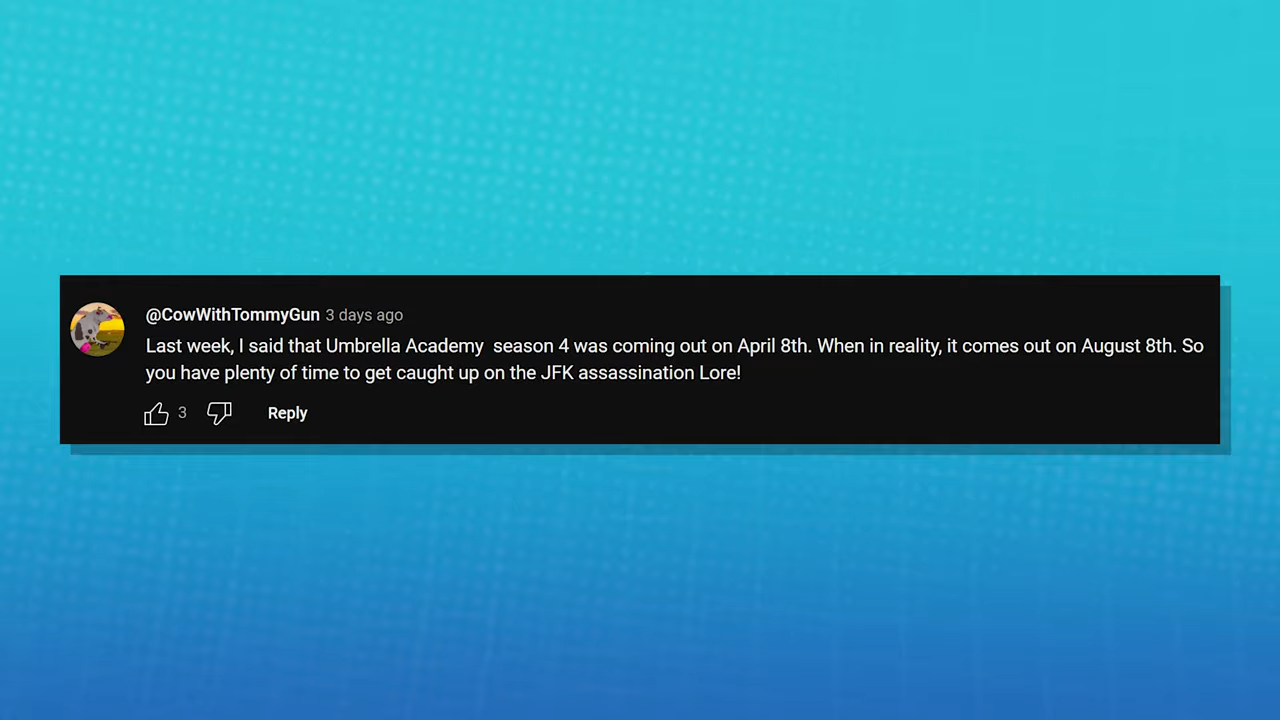 @CowWithTommyGun 3 days ago
Last week, I said that Umbrella Academy  season 4 was coming out on April 8th. When in reality, it comes out on August 8th. So
you have plenty of time to get caught up on the JFK assassination Lore!
3 Reply